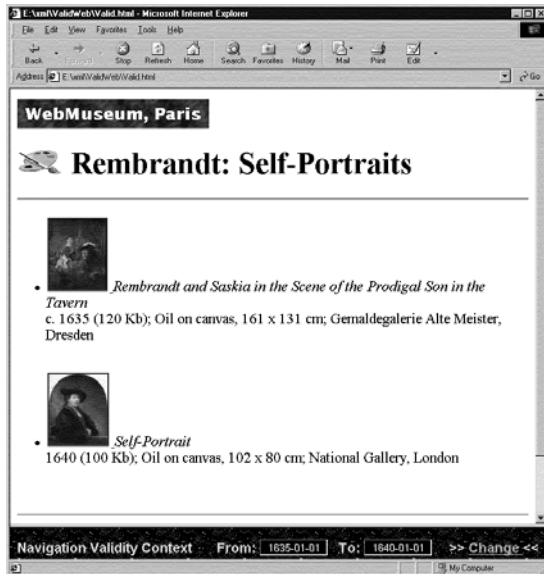 E:\xml\ValidWeb\Valid.html - Microsoft Internet Explorer
File Edit View Favorites Tools Help
Back Forward Stop Refresh Home Search Favorites History Mail Print Edit
Address E:\xml\ValidWeb\Valid.html Go
WebMuseum, Paris
Rembrandt: Self-Portraits
• Rembrandt and Saskia in the Scene of the Prodigal Son in the
Tavern
c. 1635 (120 Kb); Oil on canvas, 161 x 131 cm; Gemaldegalerie Alte Meister,
Dresden
• Self-Portrait
1640 (100 Kb); Oil on canvas, 102 x 80 cm; National Gallery, London
Navigation Validity Context From: 1635-01-01 To: 1640-01-01 >> Change <<
My Computer